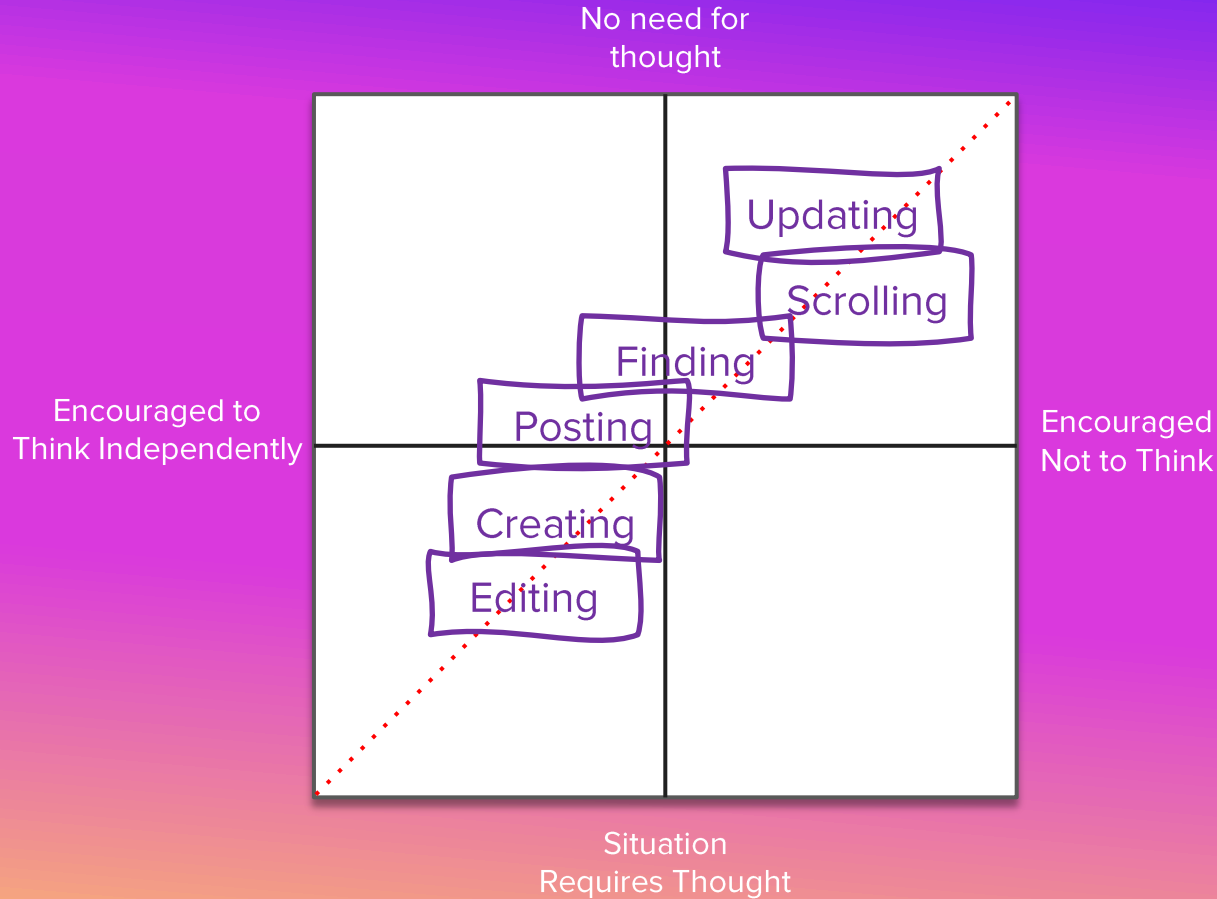 No need for
thought
Updating
Scrolling
Finding
Encouraged to
Think Independently
Posting
Encouraged
Not to Think
Creating
Editing
Situation
Requires Thought